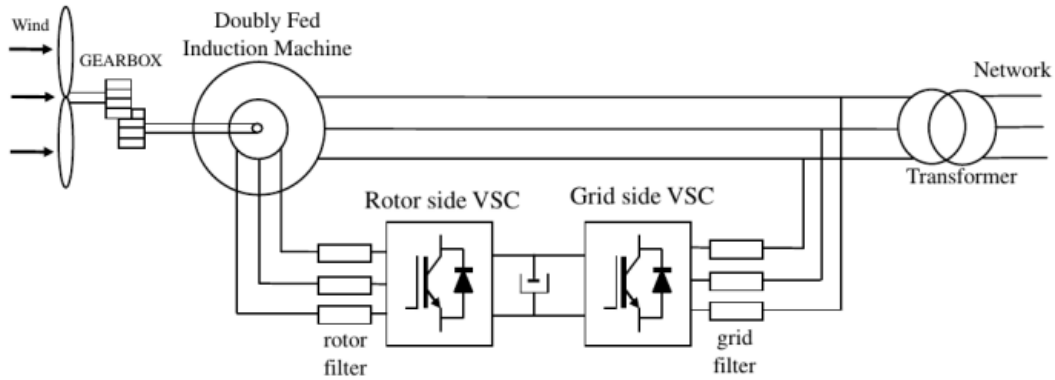 Wind
GEARBOX
Doubly Fed
Induction Machine
Network
Transformer
Rotor side VSC
Grid side VSC
rotor
filter
grid
filter